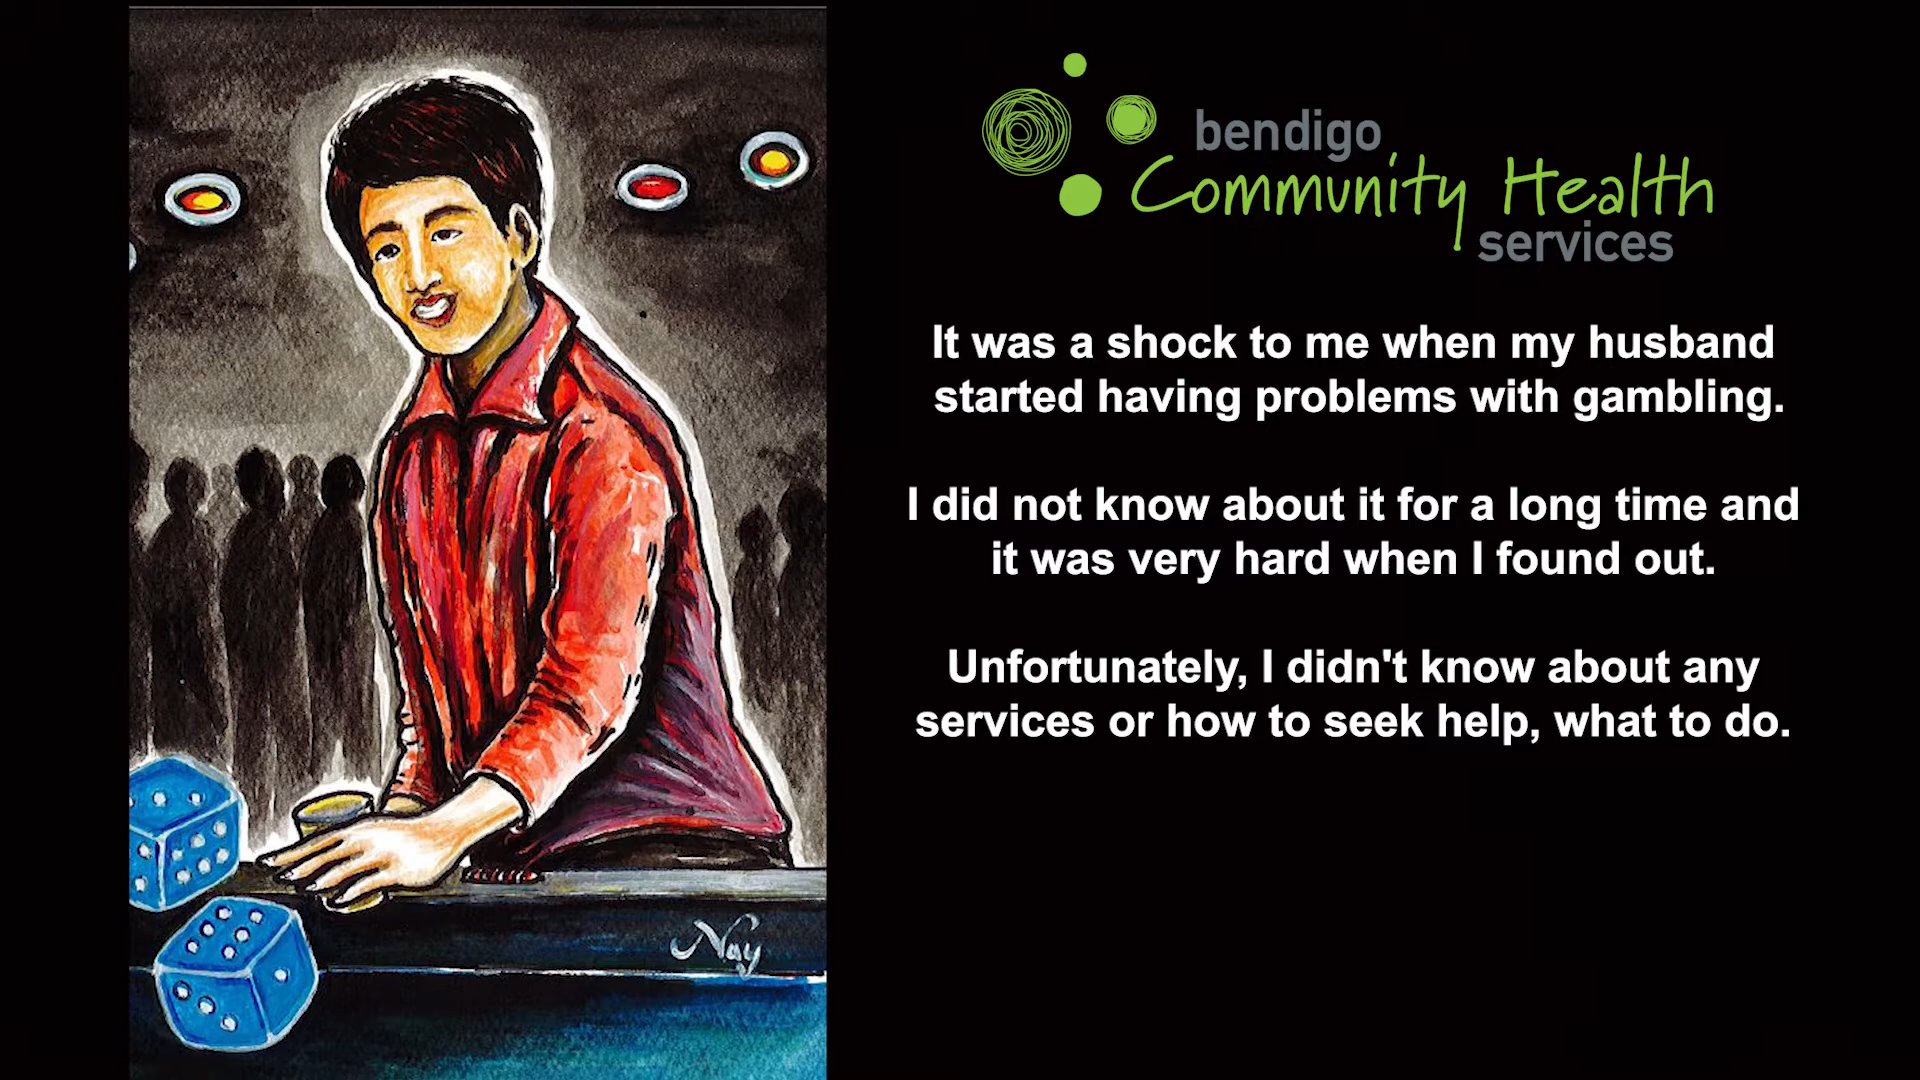 bendigo
Community Health
services
It was a shock to me when my husband
started having problems with gambling.
I did not know about it for a long time and
it was very hard when I found out.
Unfortunately, I didn't know about any
services or how to seek help, what to do.
Nay